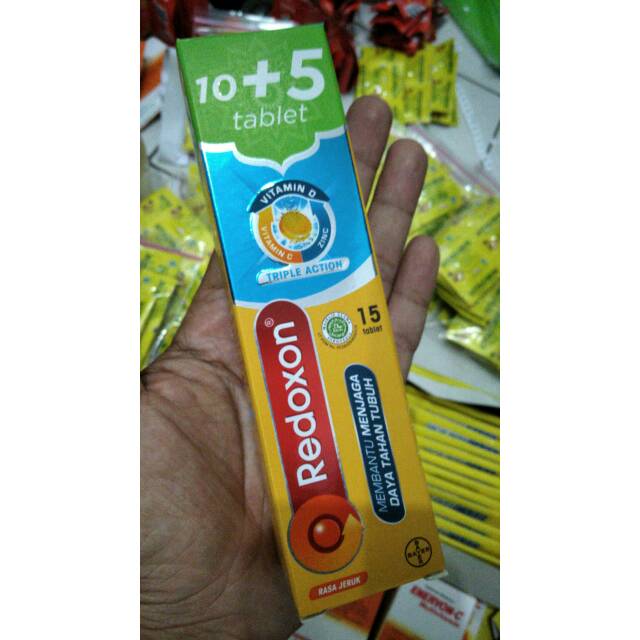 10+5
tablet
VITAMIN D
VITAMIN C
ZINC
TRIPLE ACTION
Redoxon®
15
tablet
MEMBANTU MENJAGA
DAYA TAHAN TUBUH
BAYER
RASA JERUK
ENERVON-C